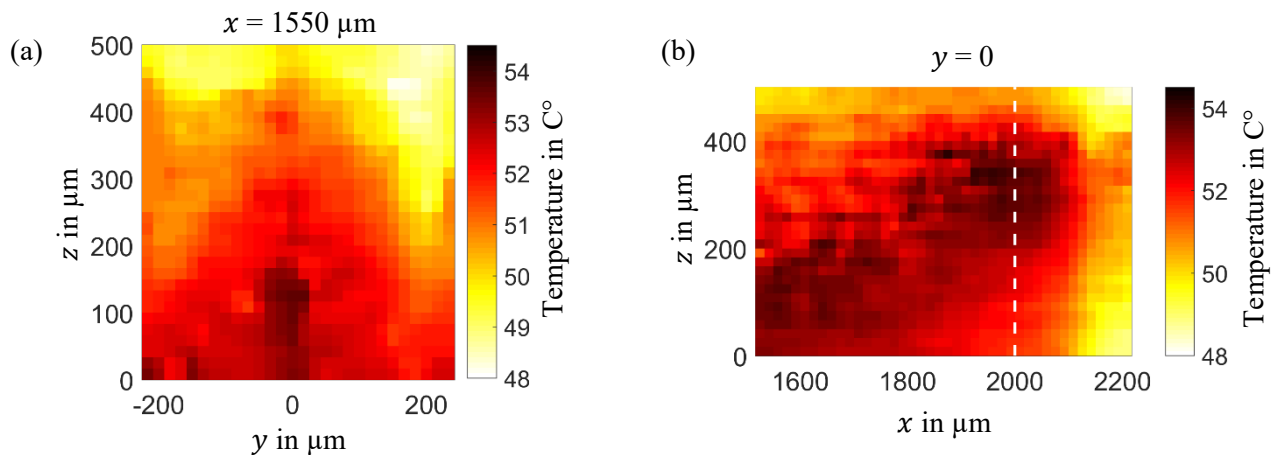 (a)
x = 1550 µm
500
400
300
200
100
0
z in µm
-200
0
200
y in µm
54
53
52
51
50
49
48
Temperature in C°
(b)
y = 0
400
200
0
z in µm
1600
1800
2000
2200
x in µm
54
52
50
48
Temperature in C°